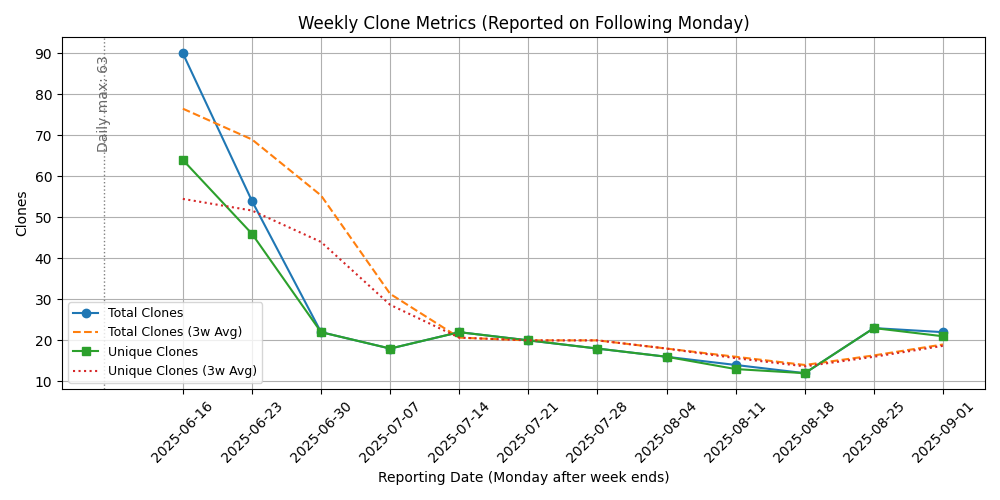 Weekly Clone Metrics (Reported on Following Monday)
Clones
90
80
70
60
50
40
30
20
10
Daily max: 63
Total Clones
Total Clones (3w Avg)
Unique Clones
Unique Clones (3w Avg)
2025-06-16
2025-06-23
2025-06-30
2025-07-07
2025-07-14
2025-07-21
2025-07-28
2025-08-04
2025-08-11
2025-08-18
2025-08-25
2025-09-01
Reporting Date (Monday after week ends)